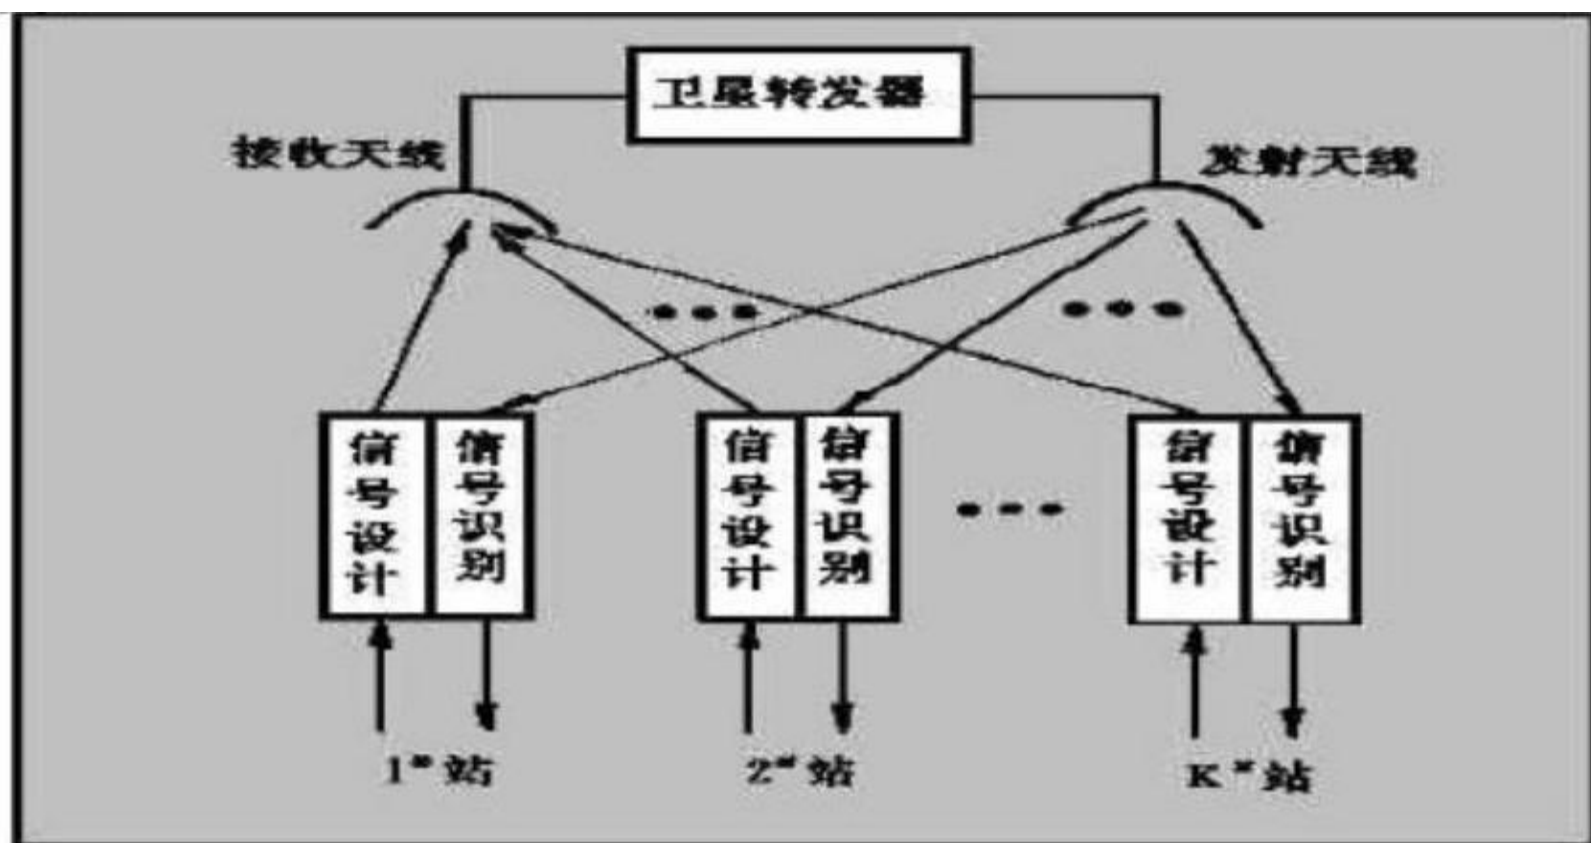 卫星转发器
接收天线
发射天线
信号设计
信号识别
信号设计
信号识别
信号设计
信号识别
1#站
2#站
K#站